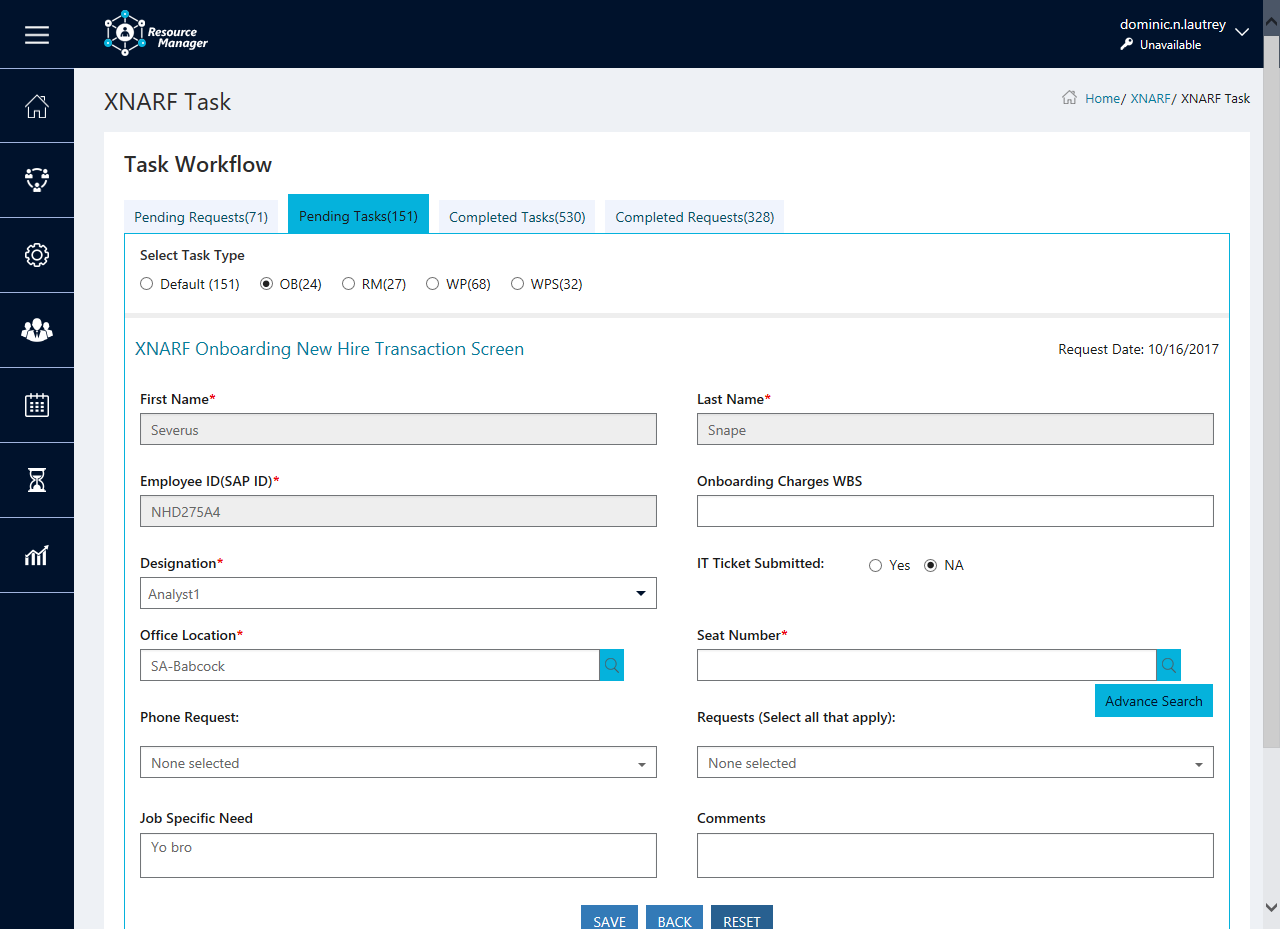 Resource
Manager
dominic.n.lautrey
Unavailable
XNARF Task
Home/ XNARF/ XNARF Task
Task Workflow
Pending Requests(71) Pending Tasks(151) Completed Tasks(530) Completed Requests(328)
Select Task Type
Default (151) OB(24) RM(27) WP(68) WPS(32)
XNARF Onboarding New Hire Transaction Screen Request Date: 10/16/2017
First Name* Last Name*
Severus Snape
Employee ID(SAP ID)* Onboarding Charges WBS
NHD275A4
Designation* IT Ticket Submitted: Yes NA
Analyst1
Office Location* Seat Number*
SA-Babcock
Advance Search
Phone Request: Requests (Select all that apply):
None selected None selected
Job Specific Need Comments
Yo bro
SAVE BACK RESET